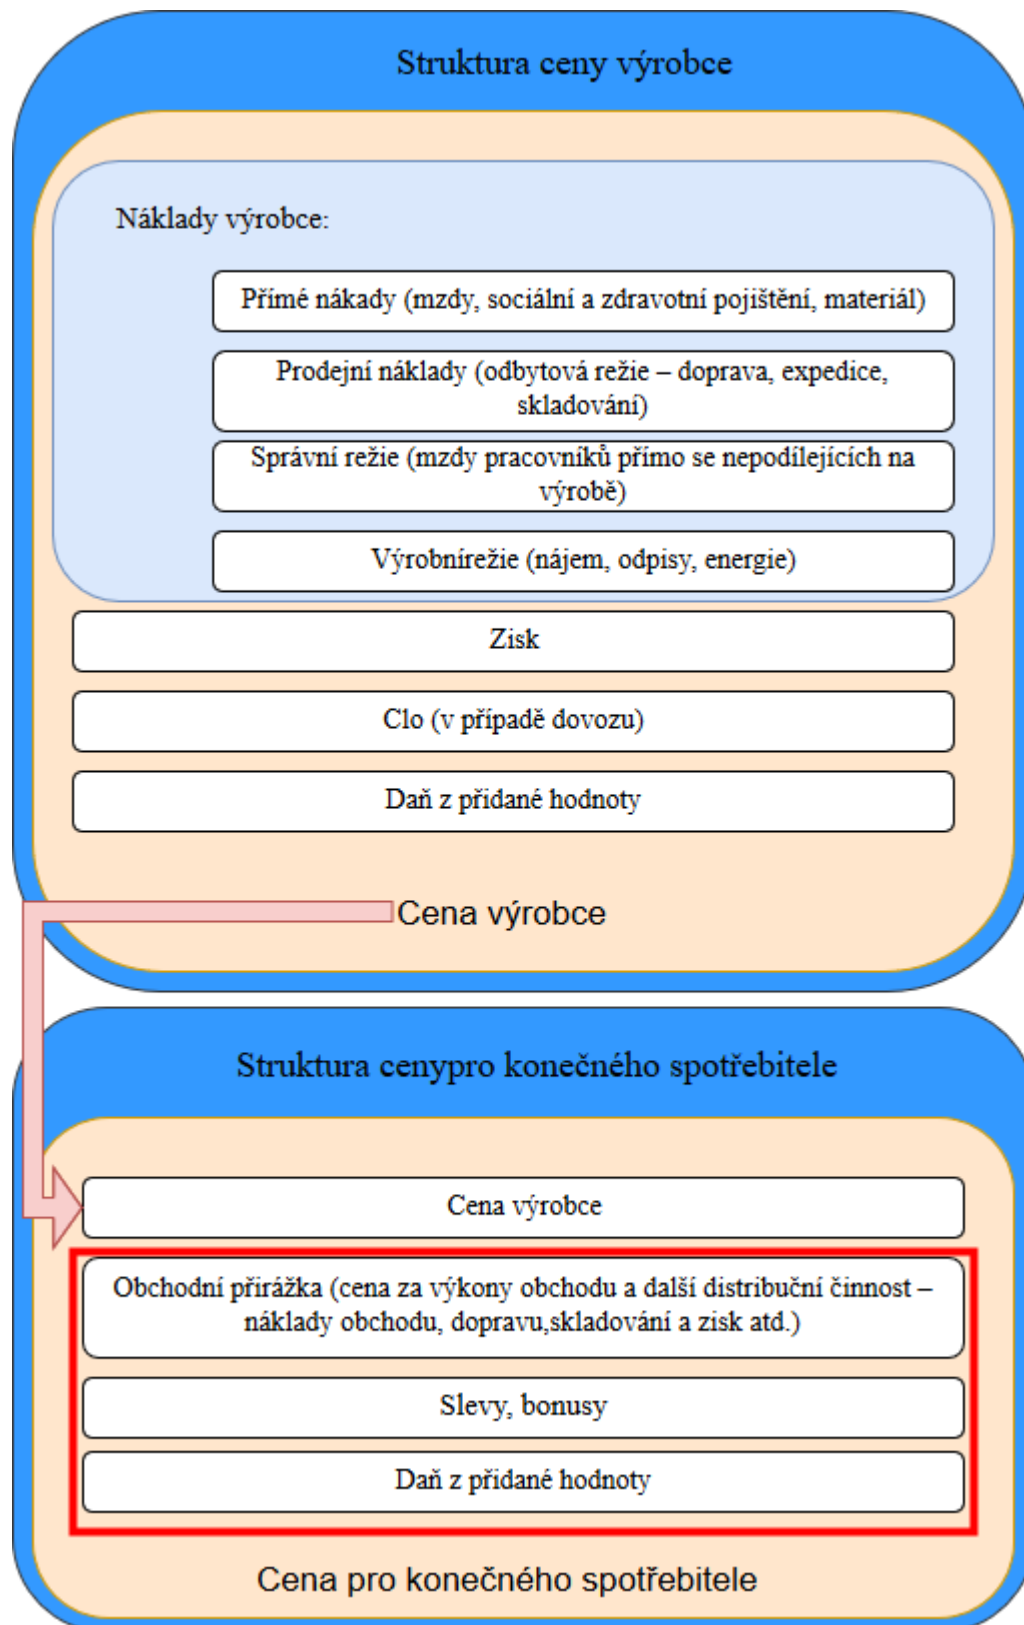 Struktura ceny výrobce
Náklady výrobce:
Přímé nákady (mzdy, sociální a zdravotní pojištění, materiál)
Prodejní náklady (odbytová režie – doprava, expedice,
skladování)
Správní režie (mzdy pracovníků přímo se nepodílejících na
výrobě)
Výrobnírežie (nájem, odpisy, energie)
Zisk
Clo (v případě dovozu)
Daň z přidané hodnoty
Cena výrobce
Struktura cenypro konečného spotřebitele
Cena výrobce
Obchodní přirážka (cena za výkony obchodu a další distribuční činnost –
náklady obchodu, dopravu,skladování a zisk atd.)
Slevy, bonusy
Daň z přidané hodnoty
Cena pro konečného spotřebitele